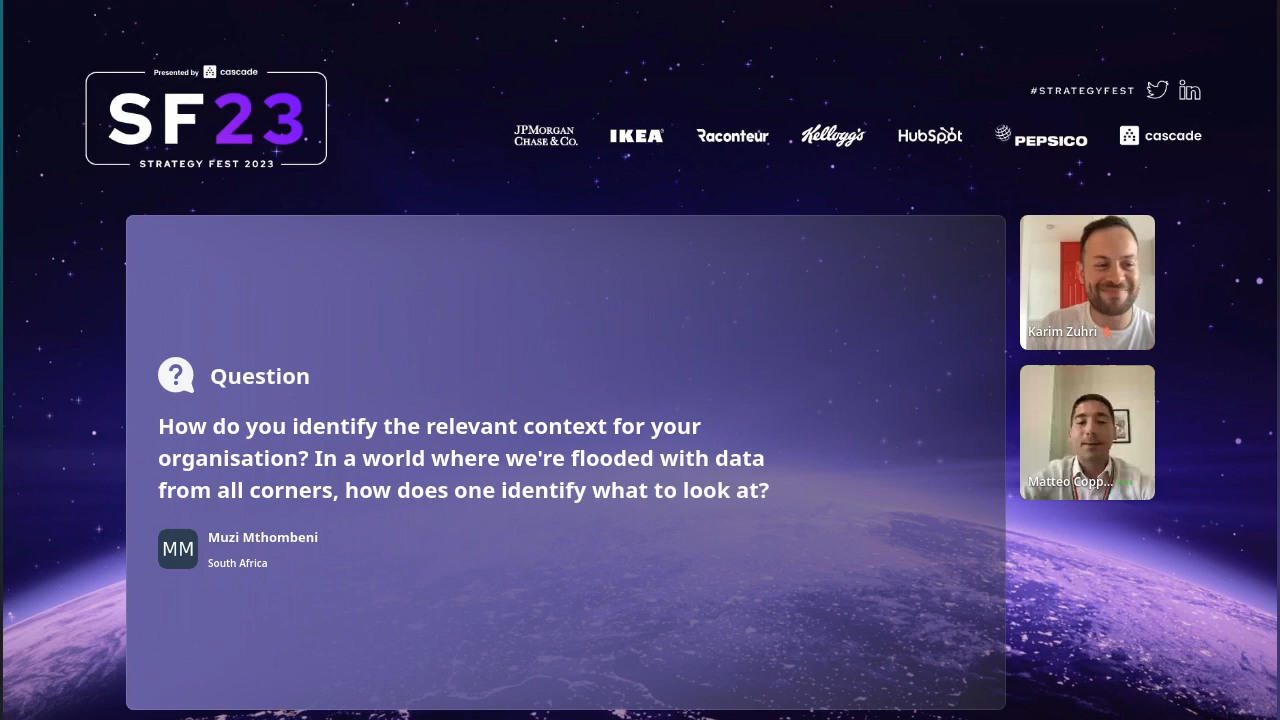 Presented by cascade
SF23
STRATEGY FEST 2023
#STRATEGYFEST
JPMORGAN
CHASE & CO.
IKEA
Raconteur
Kellogg's
HubSpot
PEPSICO
cascade
Question
How do you identify the relevant context for your
organisation? In a world where we're flooded with data
from all corners, how does one identify what to look at?
MM
Muzi Mthombeni
South Africa
Karim Zuhri
Matteo Copp...